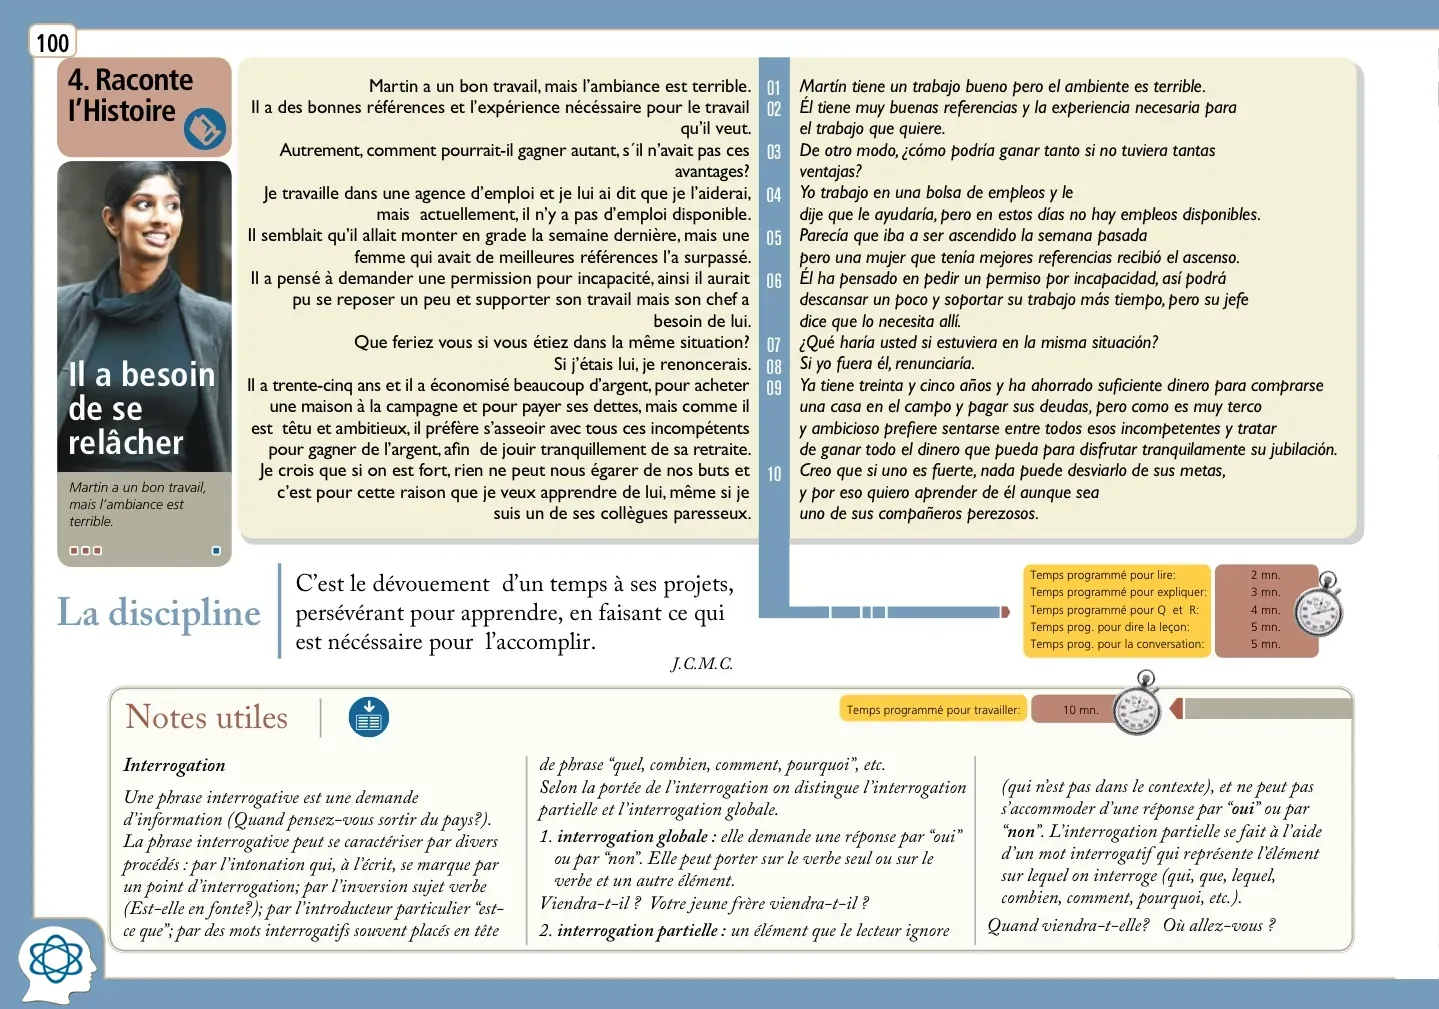 100
4. Raconte
l'Histoire
Il a besoin
de se
relâcher
Martin a un bon travail,
mais l'ambiance est
terrible.
Martin a un bon travail, mais l'ambiance est terrible.
Il a des bonnes références et l'expérience nécéssaire pour le travail
qu'il veut.
Autrement, comment pourrait-il gagner autant, s´il n'avait pas ces
avantages?
Je travaille dans une agence d'emploi et je lui ai dit que je l'aiderai,
mais actuellement, il n'y a pas d'emploi disponible.
Il semblait qu'il allait monter en grade la semaine dernière, mais une
femme qui avait de meilleures références l'a surpassé.
Il a pensé à demander une permission pour incapacité, ainsi il aurait
pu se reposer un peu et supporter son travail mais son chef a
besoin de lui.
Que feriez vous si vous étiez dans la même situation?
Si j'étais lui, je renoncerais.
Il a trente-cinq ans et il a économisé beaucoup d'argent, pour acheter
une maison à la campagne et pour payer ses dettes, mais comme il
est têtu et ambitieux, il préfère s'asseoir avec tous ces incompétents
pour gagner de l'argent, afin de jouir tranquillement de sa retraite.
Je crois que si on est fort, rien ne peut nous égarer de nos buts et
c'est pour cette raison que je veux apprendre de lui, même si je
suis un de ses collègues paresseux.
01
02
03
04
05
06
07
08
09
10
Martín tiene un trabajo bueno pero el ambiente es terrible.
Él tiene muy buenas referencias y la experiencia necesaria para
el trabajo que quiere.
De otro modo, ¿cómo podría ganar tanto si no tuviera tantas
ventajas?
Yo trabajo en una bolsa de empleos y le
dije que le ayudaría, pero en estos días no hay empleos disponibles.
Parecía que iba a ser ascendido la semana pasada
pero una mujer que tenía mejores referencias recibió el ascenso.
Él ha pensado en pedir un permiso por incapacidad, así podrá
descansar un poco y soportar su trabajo más tiempo, pero su jefe
dice que lo necesita allí.
¿Qué haría usted si estuviera en la misma situación?
Si yo fuera él, renunciaría.
Ya tiene treinta y cinco años y ha ahorrado suficiente dinero para comprarse
una casa en el campo y pagar sus deudas, pero como es muy terco
y ambicioso prefiere sentarse entre todos esos incompetentes y tratar
de ganar todo el dinero que pueda para disfrutar tranquilamente su jubilación.
Creo que si uno es fuerte, nada puede desviarlo de sus metas,
y por eso quiero aprender de él aunque sea
uno de sus compañeros perezosos.
La discipline
C'est le dévouement d'un temps à ses projets,
persévérant pour apprendre, en faisant ce qui
est nécéssaire pour l'accomplir.
J.C.M.C.
Temps programmé pour lire: 2 mn.
Temps programmé pour expliquer: 3 mn.
Temps programmé pour Q et R: 4 mn.
Temps prog. pour dire la leçon: 5 mn.
Temps prog. pour la conversation: 5 mn.
Notes utiles
Temps programmé pour travailler: 10 mn.
Interrogation
Une phrase interrogative est une demande
d'information (Quand pensez-vous sortir du pays?).
La phrase interrogative peut se caractériser par divers
procédés : par l'intonation qui, à l'écrit, se marque par
un point d'interrogation; par l'inversion sujet verbe
(Est-elle en fonte?); par l'introducteur particulier "est-
ce que"; par des mots interrogatifs souvent placés en tête
de phrase "quel, combien, comment, pourquoi", etc.
Selon la portée de l'interrogation on distingue l'interrogation
partielle et l'interrogation globale.
1. interrogation globale : elle demande une réponse par "oui"
ou par "non". Elle peut porter sur le verbe seul ou sur le
verbe et un autre élément.
Viendra-t-il ? Votre jeune frère viendra-t-il ?
2. interrogation partielle : un élément que le lecteur ignore
(qui n'est pas dans le contexte), et ne peut pas
s'accommoder d'une réponse par "oui" ou par
"non". L'interrogation partielle se fait à l'aide
d'un mot interrogatif qui représente l'élément
sur lequel on interroge (qui, que, lequel,
combien, comment, pourquoi, etc.).
Quand viendra-t-elle? Où allez-vous ?